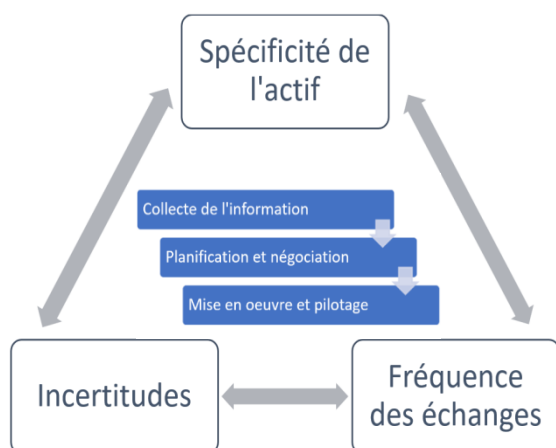 Spécificité de
l'actif
Collecte de l'information
Planification et négociation
Mise en oeuvre et pilotage
Incertitudes
Fréquence
des échanges